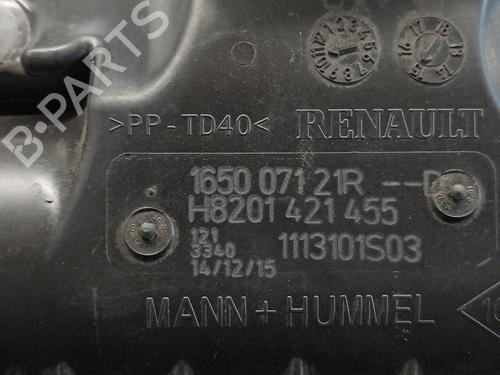 B-PARTS
>PP-TD40< RENAULT
1650 071 21R --D
H8201 421 455
121
3340
14/12/15
1113101S03
MANN+HUMMEL